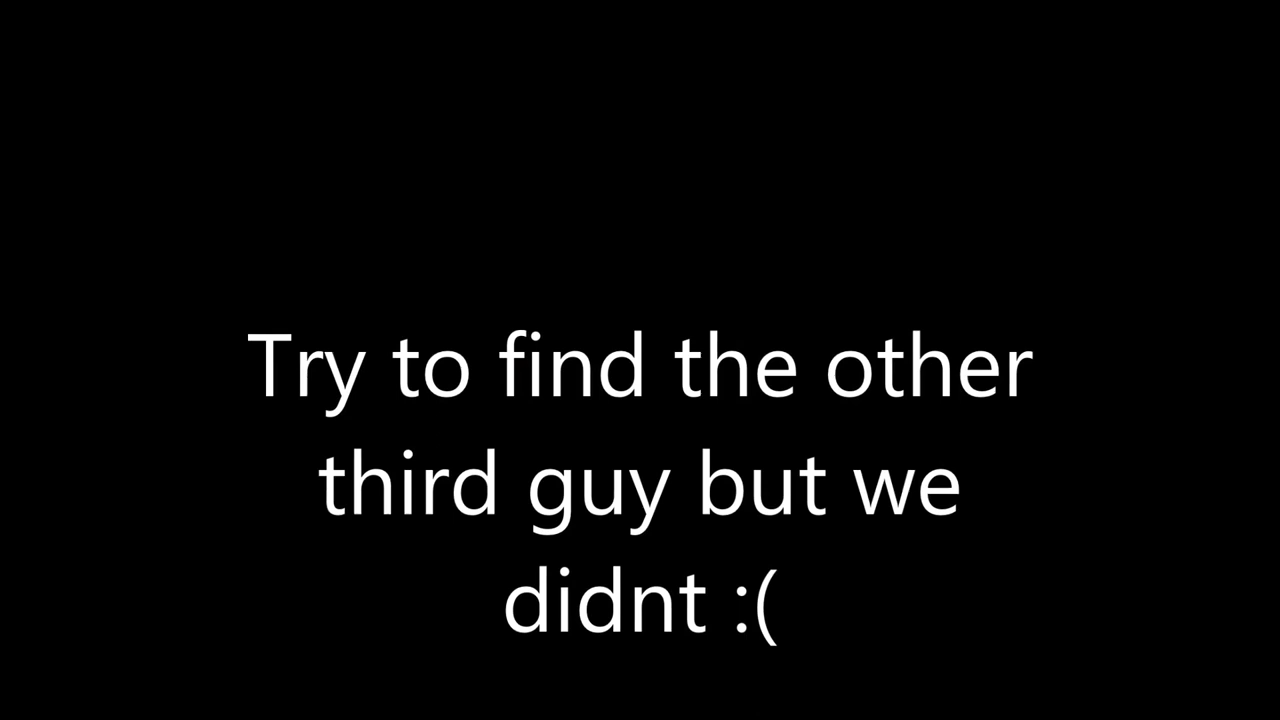 Try to find the other
third guy but we
didnt :(